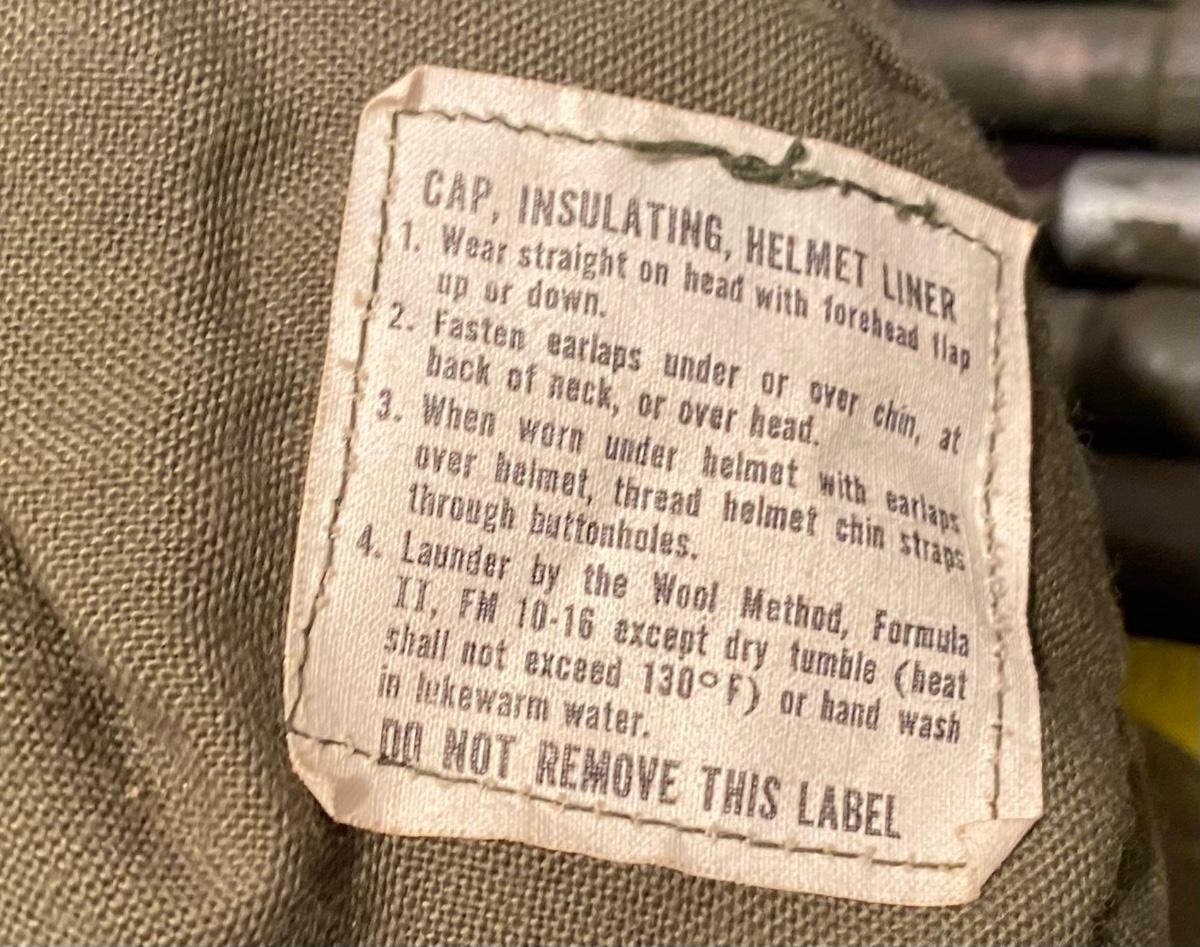 CAP, INSULATING, HELMET LINER
1. Wear straight on head with forehead flap
up or down.
2. Fasten earlaps under or over chin, at
back of neck, or over head.
3. When worn under helmet with earlaps
over helmet, thread helmet chin straps
through buttonholes.
4. Launder by the Wool Method, Formula
II, FM 10-16 except dry tumble (heat
shall not exceed 130°F) or hand wash
in lukewarm water.
DO NOT REMOVE THIS LABEL